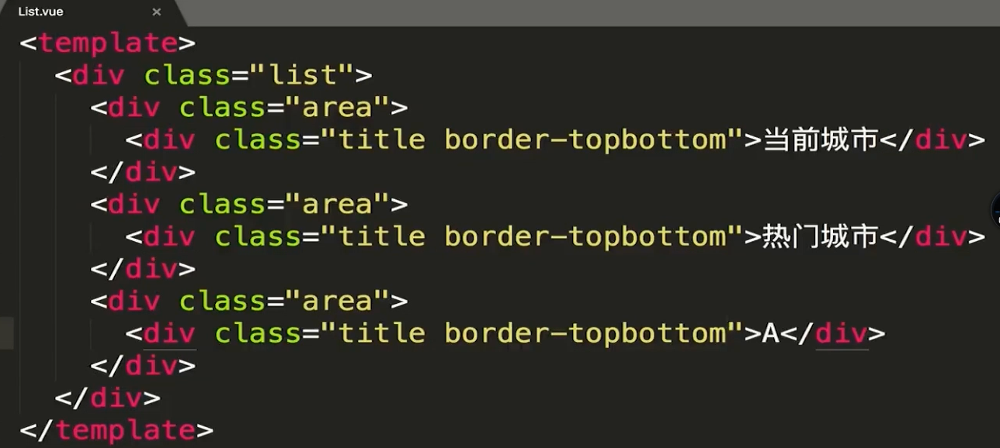 List.vue ×
<template>
<div class="list">
<div class="area">
<div class="title border-topbottom">当前城市</div>
</div>
<div class="area">
<div class="title border-topbottom">热门城市</div>
</div>
<div class="area">
<div class="title border-topbottom">A</div>
</div>
</div>
</template>